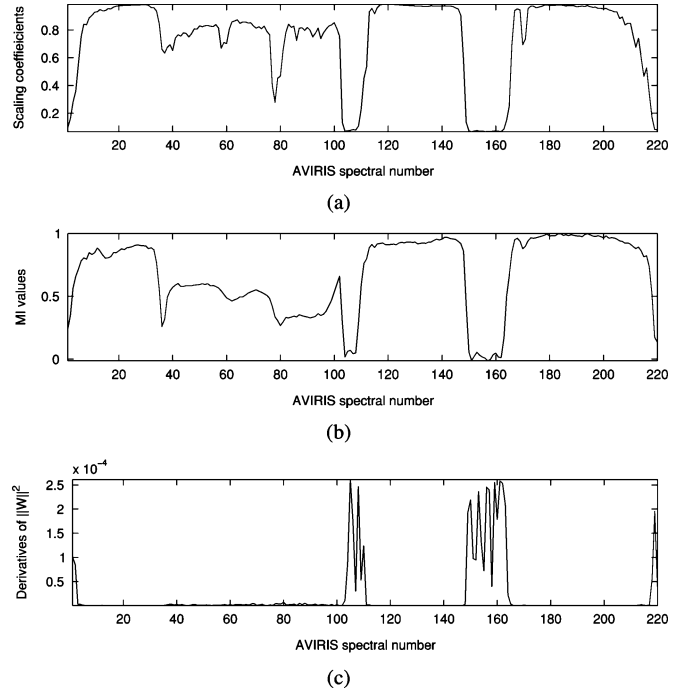 Scaling coeffieicients
0.8
0.6
0.4
0.2
20 40 60 80 100 120 140 160 180 200 220
AVIRIS spectral number
(a)
MI values
1
0.5
0
20 40 60 80 100 120 140 160 180 200 220
AVIRIS spectral number
(b)
x 10⁻⁴
Derivatives of ||W||²
2.5
2
1.5
1
0.5
20 40 60 80 100 120 140 160 180 200 220
AVIRIS spectral number
(c)